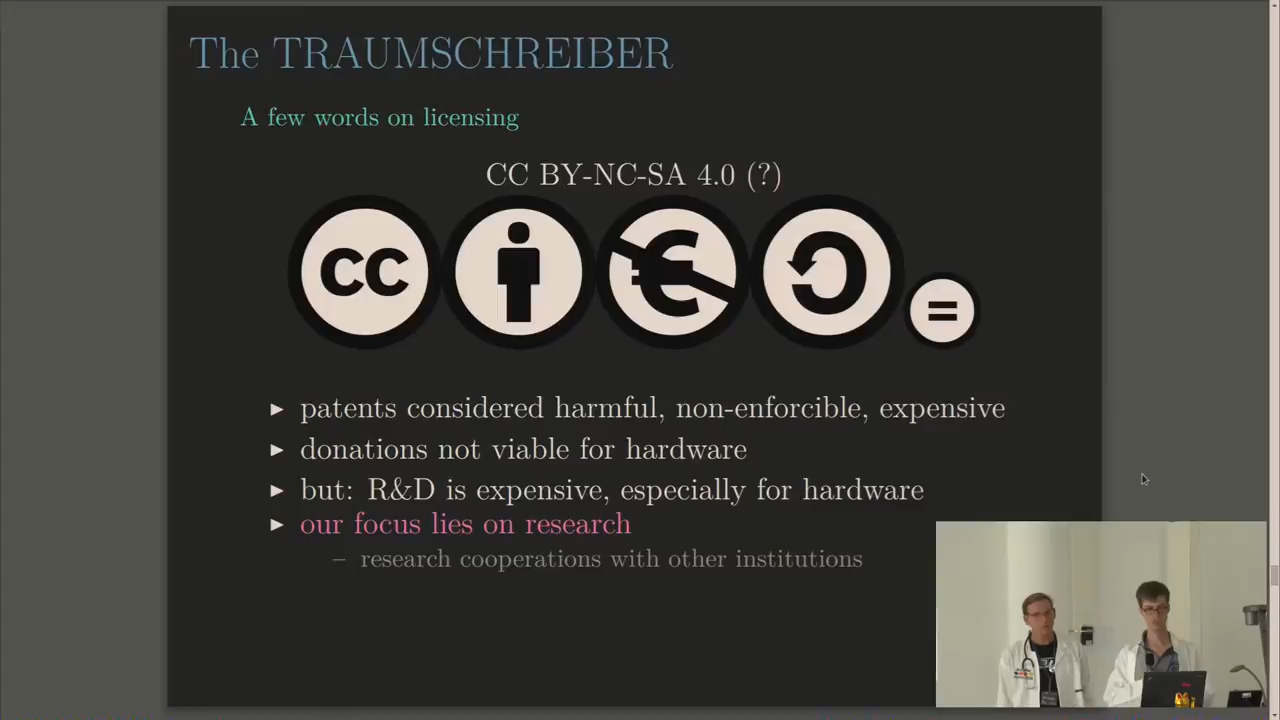 The TRAUMSCHREIBER
A few words on licensing
CC BY-NC-SA 4.0 (?)
cc
=
▶ patents considered harmful, non-enforcible, expensive
▶ donations not viable for hardware
▶ but: R&D is expensive, especially for hardware
▶ our focus lies on research
– research cooperations with other institutions